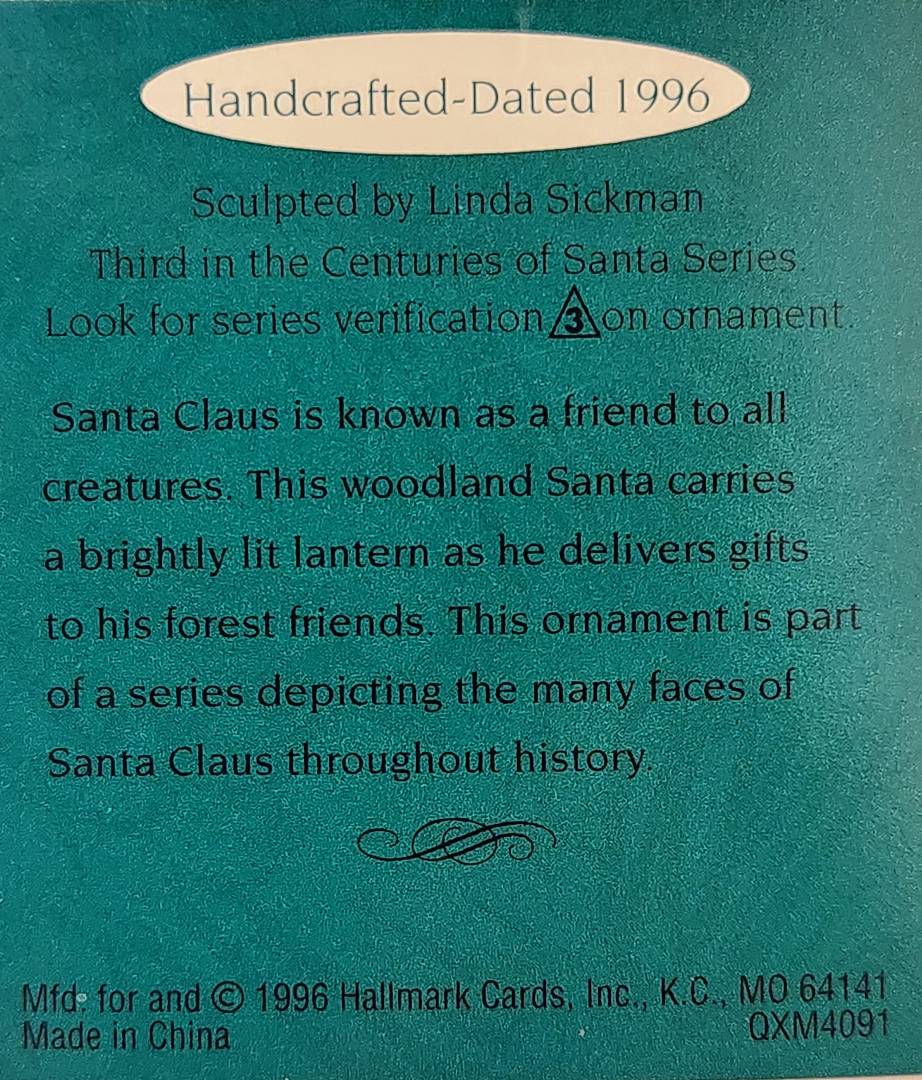 Handcrafted-Dated 1996
Sculpted by Linda Sickman
Third in the Centuries of Santa Series.
Look for series verification 3 on ornament.
Santa Claus is known as a friend to all
creatures. This woodland Santa carries
a brightly lit lantern as he delivers gifts
to his forest friends. This ornament is part
of a series depicting the many faces of
Santa Claus throughout history.
Mfd. for and © 1996 Hallmark Cards, Inc., K.C., MO 64141
Made in China QXM4091